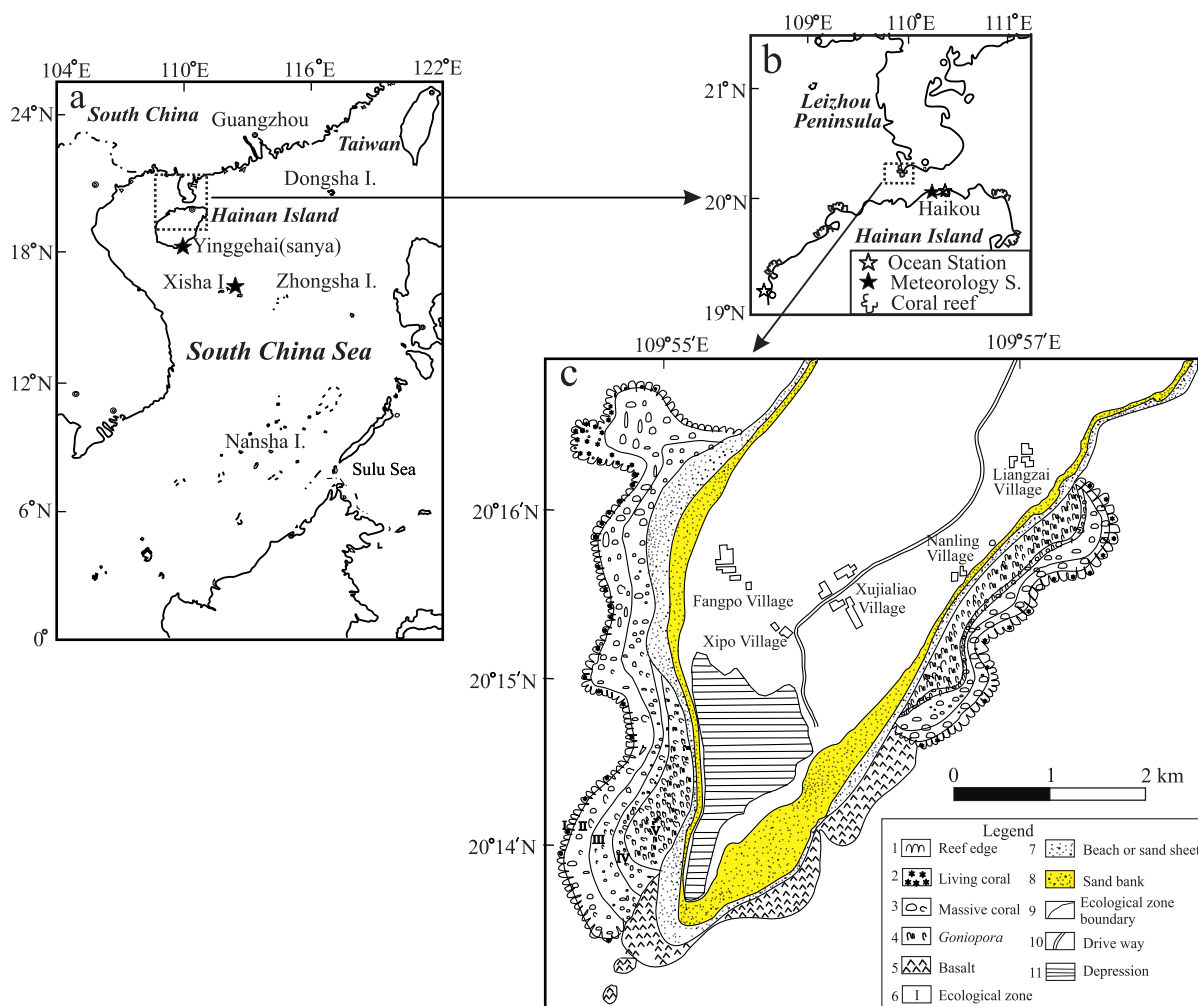 104°E
110°E
116°E
122°E
24°N
18°N
12°N
6°N
0°
a
South China
Guangzhou
Taiwan
Dongsha I.
Hainan Island
Yinggehai(sanya)
Xisha I.
Zhongsha I.
South China Sea
Nansha I.
Sulu Sea
109°E
110°E
111°E
21°N
20°N
19°N
b
Leizhou
Peninsula
Haikou
Hainan Island
Ocean Station
Meteorology S.
Coral reef
109°55′E
109°57′E
c
20°16′N
20°15′N
20°14′N
Liangzai
Village
Nanling
Village
Fangpo Village
Xujialiao
Village
Xipo Village
I
II
III
IV
V
0 1 2 km
Legend
1 Reef edge
2 Living coral
3 Massive coral
4 Goniopora
5 Basalt
6 I Ecological zone
7 Beach or sand sheet
8 Sand bank
9 Ecological zone
boundary
10 Drive way
11 Depression